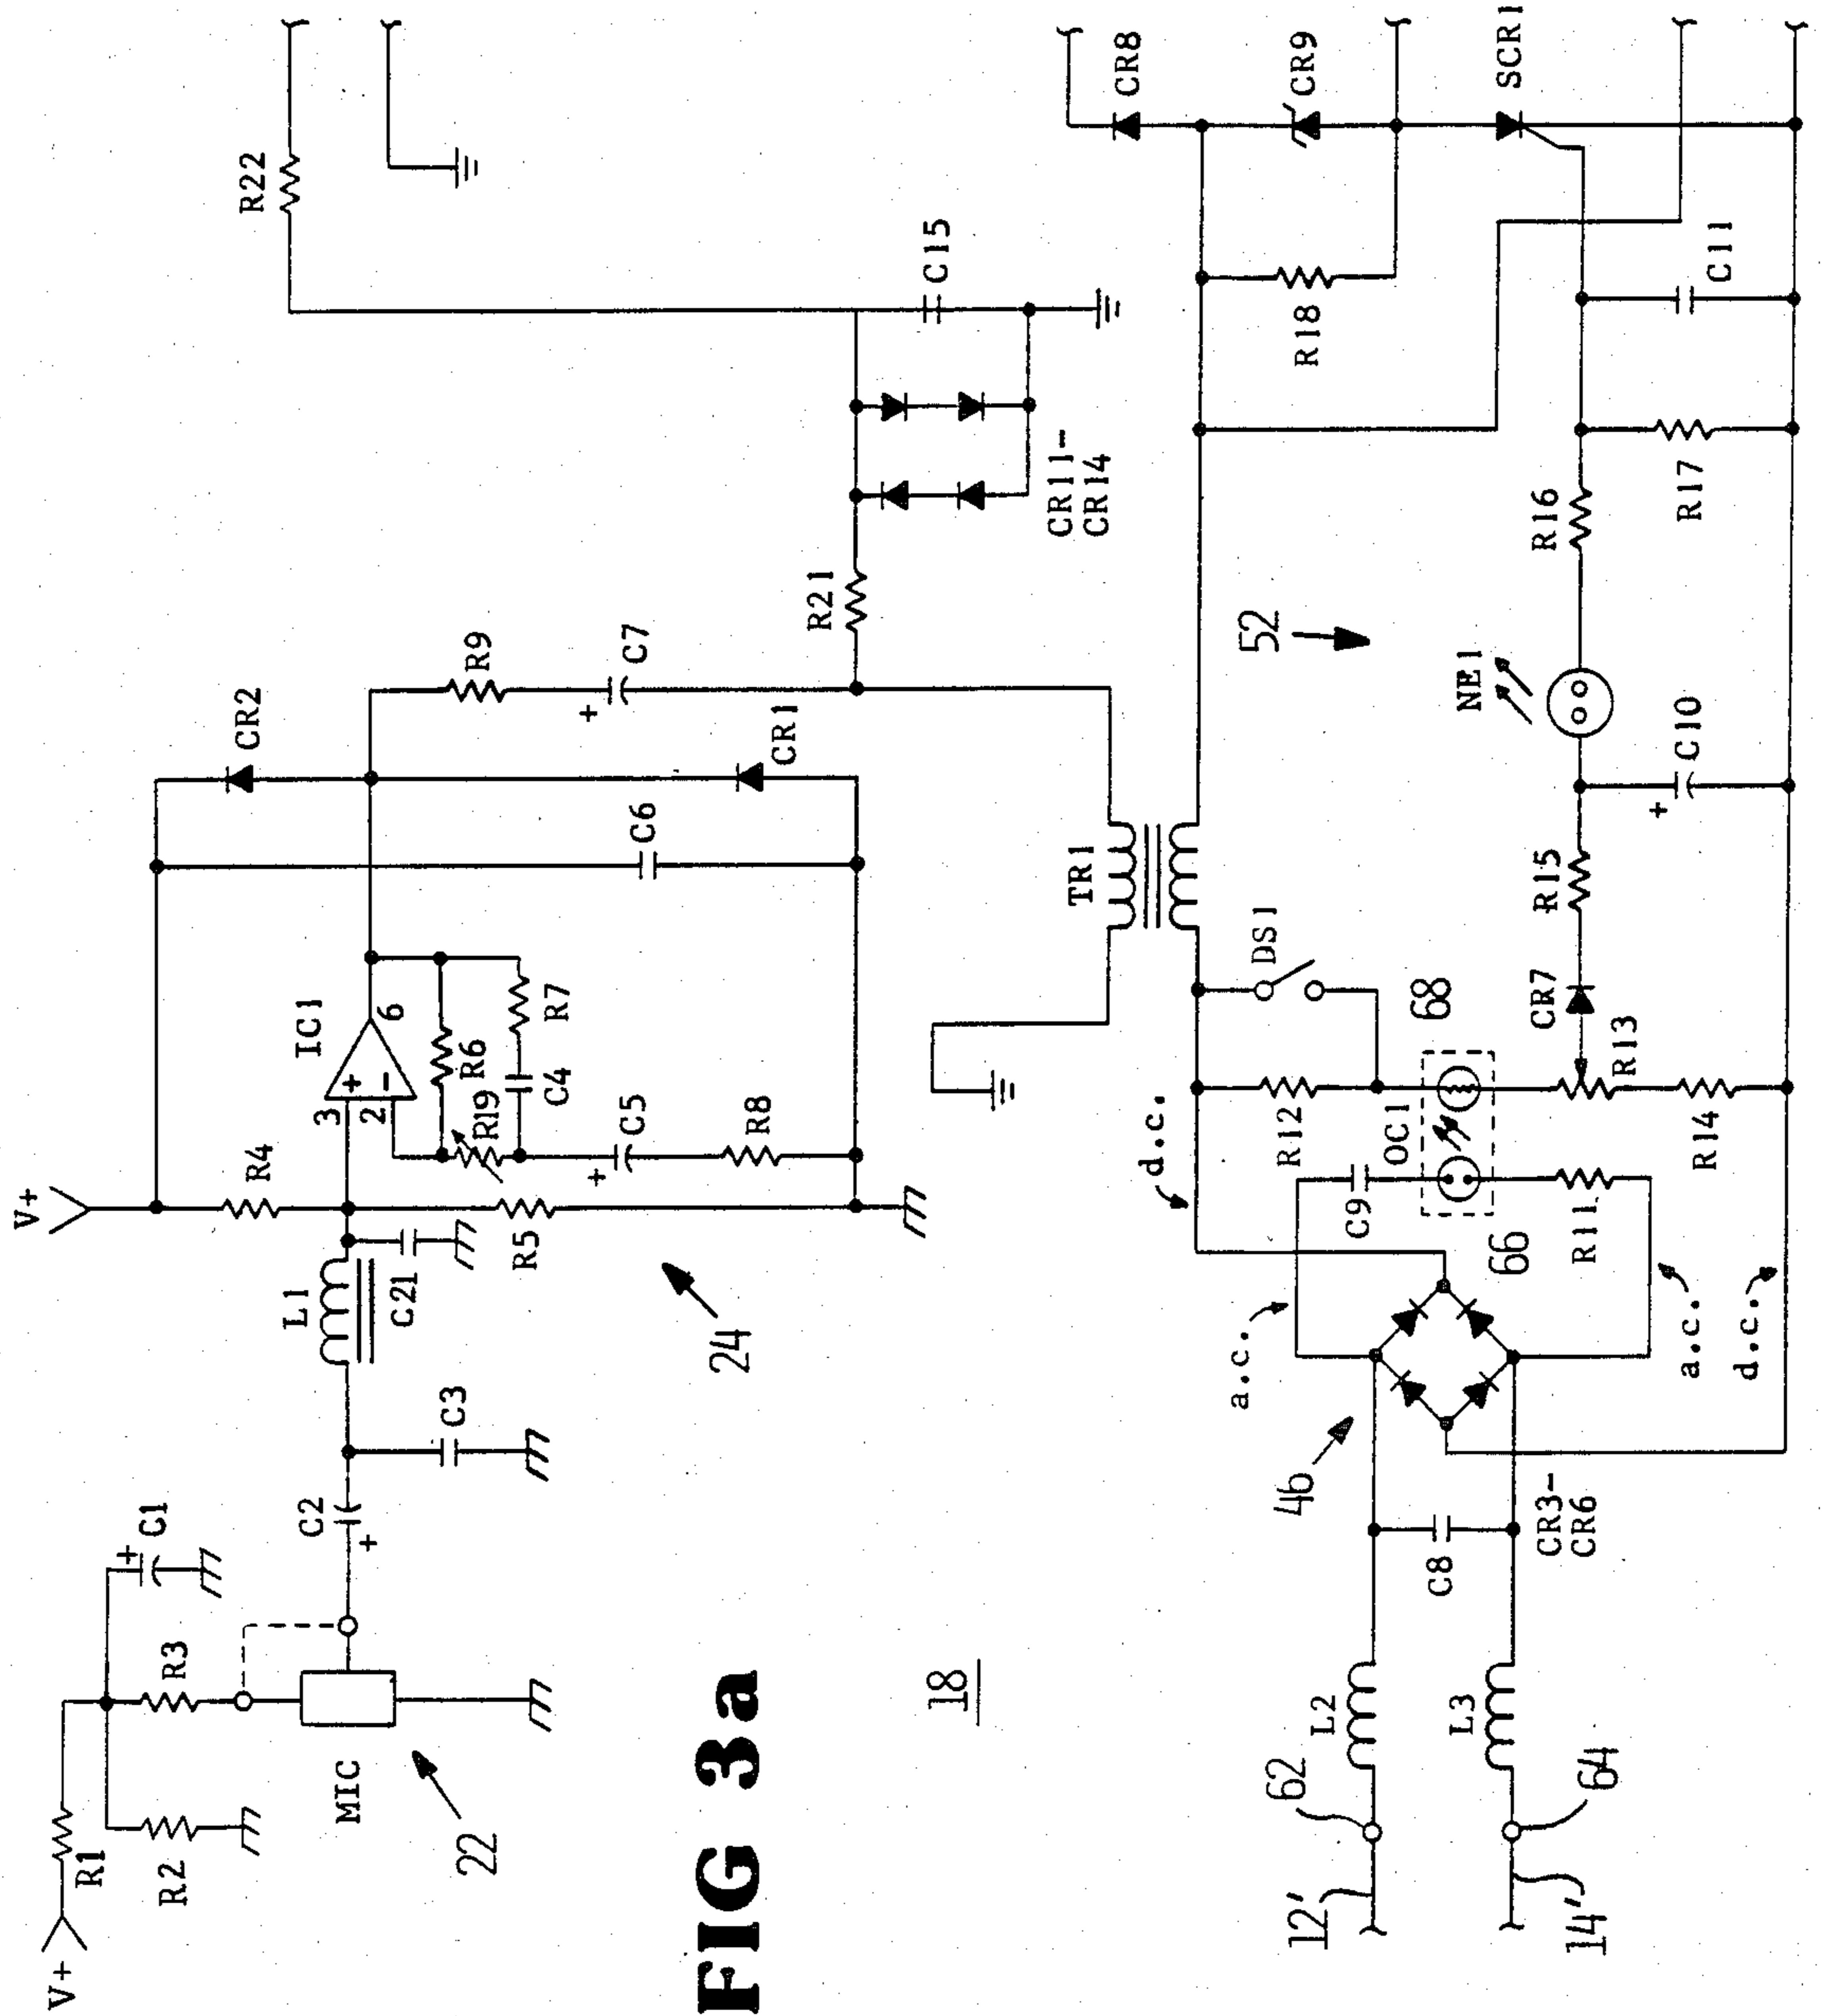 V+
R1
R2
R3
C1
+
MIC
22
C2
+
C3
L1
C21
V+
R4
R5
24
IC1
3
2
+
-
6
R6
R19
C4
R7
C5
+
R8
C6
CR2
CR1
R9
C7
+
R21
CR11-
CR14
C15
R22
FIG 3a
18
TR1
12'
62
L2
14'
64
L3
C8
46
CR3-
CR6
a.c.
d.c.
a.c.
d.c.
66
C9
OC1
68
R11
R12
DS1
R13
R14
CR7
R15
C10
+
NE1
52
R16
R17
C11
R18
CR8
CR9
SCR1